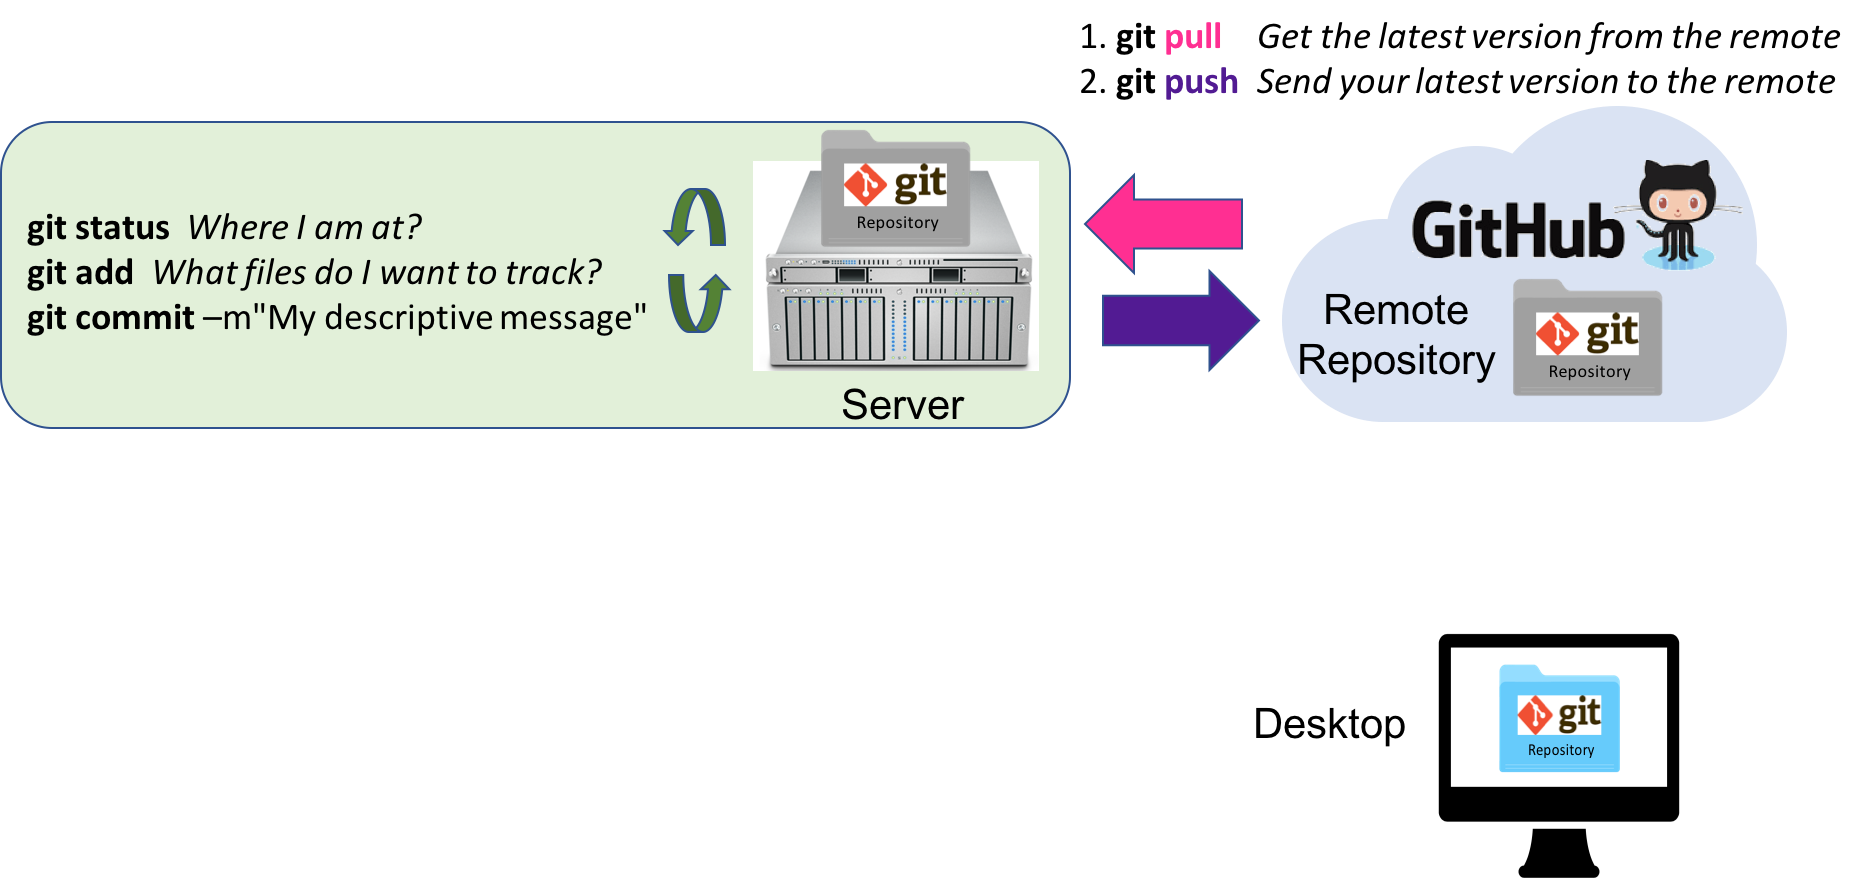 1. git pull Get the latest version from the remote
2. git push Send your latest version to the remote
git status Where I am at?
git add What files do I want to track?
git commit –m"My descriptive message"
git
Repository
Server
GitHub
Remote
Repository
git
Repository
Desktop
git
Repository